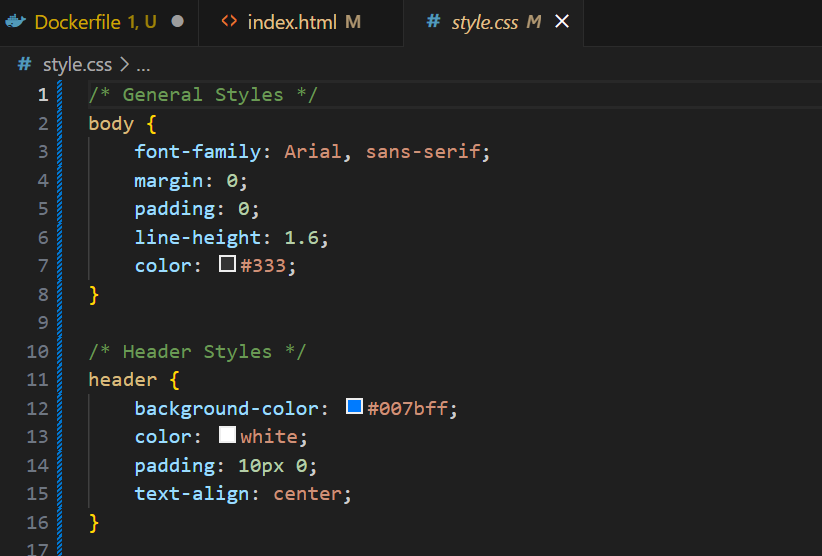 Dockerfile 1, U ● <> index.html M # style.css M ×
# style.css > ...
1 /* General Styles */
2 body {
3     font-family: Arial, sans-serif;
4     margin: 0;
5     padding: 0;
6     line-height: 1.6;
7     color: #333;
8 }
9
10 /* Header Styles */
11 header {
12     background-color: #007bff;
13     color: white;
14     padding: 10px 0;
15     text-align: center;
16 }
17